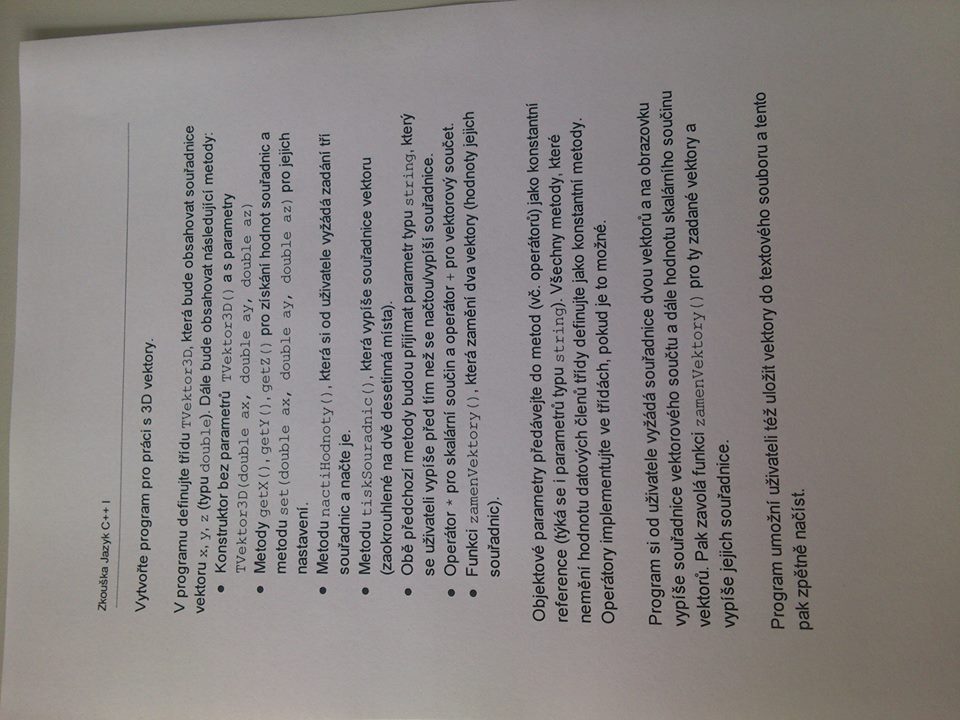 Zkouška Jazyk C++ I
Vytvořte program pro práci s 3D vektory.
V programu definujte třídu TVektor3D, která bude obsahovat souřadnice
vektoru x, y, z (typu double). Dále bude obsahovat následující metody:
• Konstruktor bez parametrů TVektor3D() a s parametry
TVektor3D(double ax, double ay, double az)
• Metody getX(), getY(), getZ() pro získání hodnot souřadnic a
metodu set(double ax, double ay, double az) pro jejich
nastavení.
• Metodu nactiHodnoty(), která si od uživatele vyžádá zadání tří
souřadnic a načte je.
• Metodu tiskSouradnic(), která vypíše souřadnice vektoru
(zaokrouhlené na dvě desetinná místa).
• Obě předchozí metody budou přijímat parametr typu string, který
se uživateli vypíše před tím než se načtou/vypíší souřadnice.
• Operátor * pro skalární součin a operátor + pro vektorový součet.
• Funkci zamenVektory(), která zamění dva vektory (hodnoty jejich
souřadnic).
Objektové parametry předávejte do metod (vč. operátorů) jako konstantní
reference (týká se i parametrů typu string). Všechny metody, které
nemění hodnotu datových členů třídy definujte jako konstantní metody.
Operátory implementujte ve třídách, pokud je to možné.
Program si od uživatele vyžádá souřadnice dvou vektorů a na obrazovku
vypíše souřadnice vektorového součtu a dále hodnotu skalárního součinu
vektorů. Pak zavolá funkci zamenVektory() pro ty zadané vektory a
vypíše jejich souřadnice.
Program umožní uživateli též uložit vektory do textového souboru a tento
pak zpětně načíst.